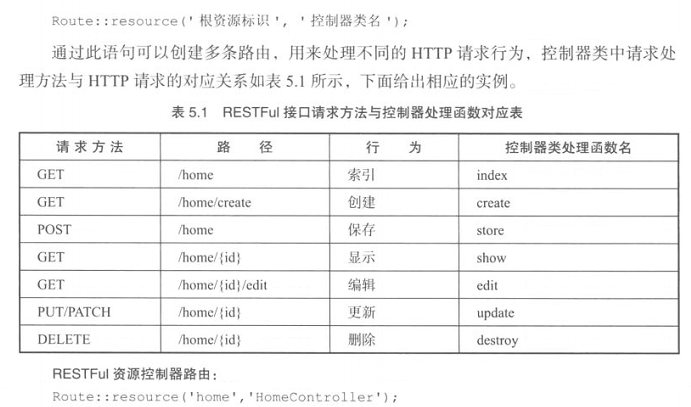 Route::resource('根资源标识', '控制器类名');
通过此语句可以创建多条路由，用来处理不同的 HTTP 请求行为，控制器类中请求处
理方法与 HTTP 请求的对应关系如表 5.1 所示，下面给出相应的实例。
表 5.1 RESTFul 接口请求方法与控制器处理函数对应表
请求方法 路 径 行 为 控制器类处理函数名
GET /home 索引 index
GET /home/create 创建 create
POST /home 保存 store
GET /home/{id} 显示 show
GET /home/{id}/edit 编辑 edit
PUT/PATCH /home/{id} 更新 update
DELETE /home/{id} 删除 destroy
RESTFul 资源控制器路由：
Route::resource('home','HomeController');